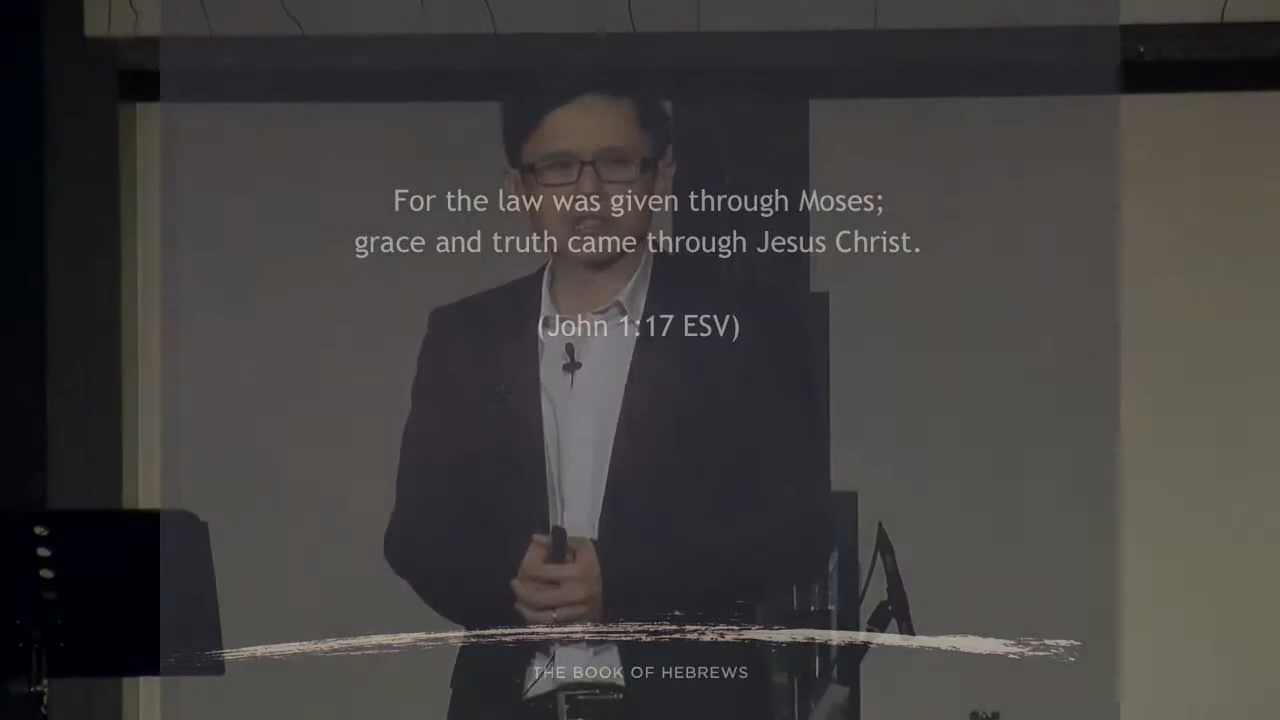 For the law was given through Moses;
grace and truth came through Jesus Christ.
(John 1:17 ESV)
THE BOOK OF HEBREWS